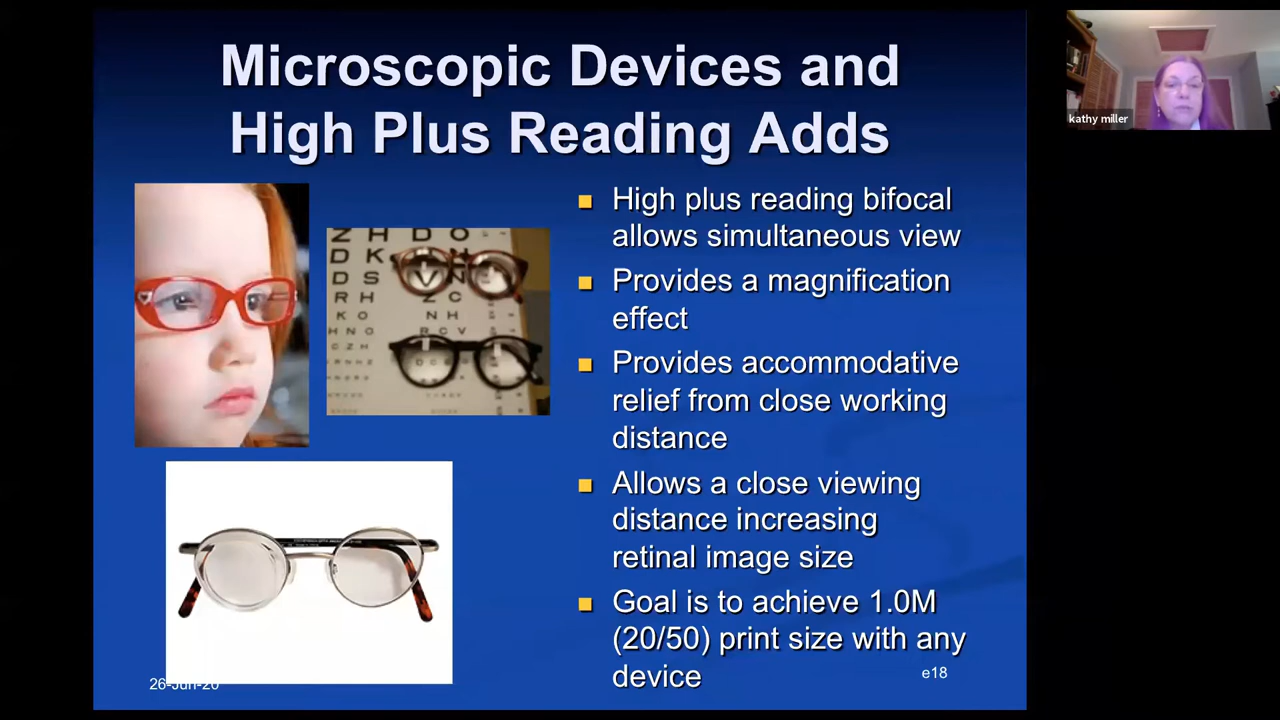 Microscopic Devices and
High Plus Reading Adds
High plus reading bifocal
allows simultaneous view
Provides a magnification
effect
Provides accommodative
relief from close working
distance
Allows a close viewing
distance increasing
retinal image size
Goal is to achieve 1.0M
(20/50) print size with any
device
26-Jun-20
e18
kathy miller
Z H D O
D K
D S V N
R H Z C
K O N H
H N O R C V
C Z H